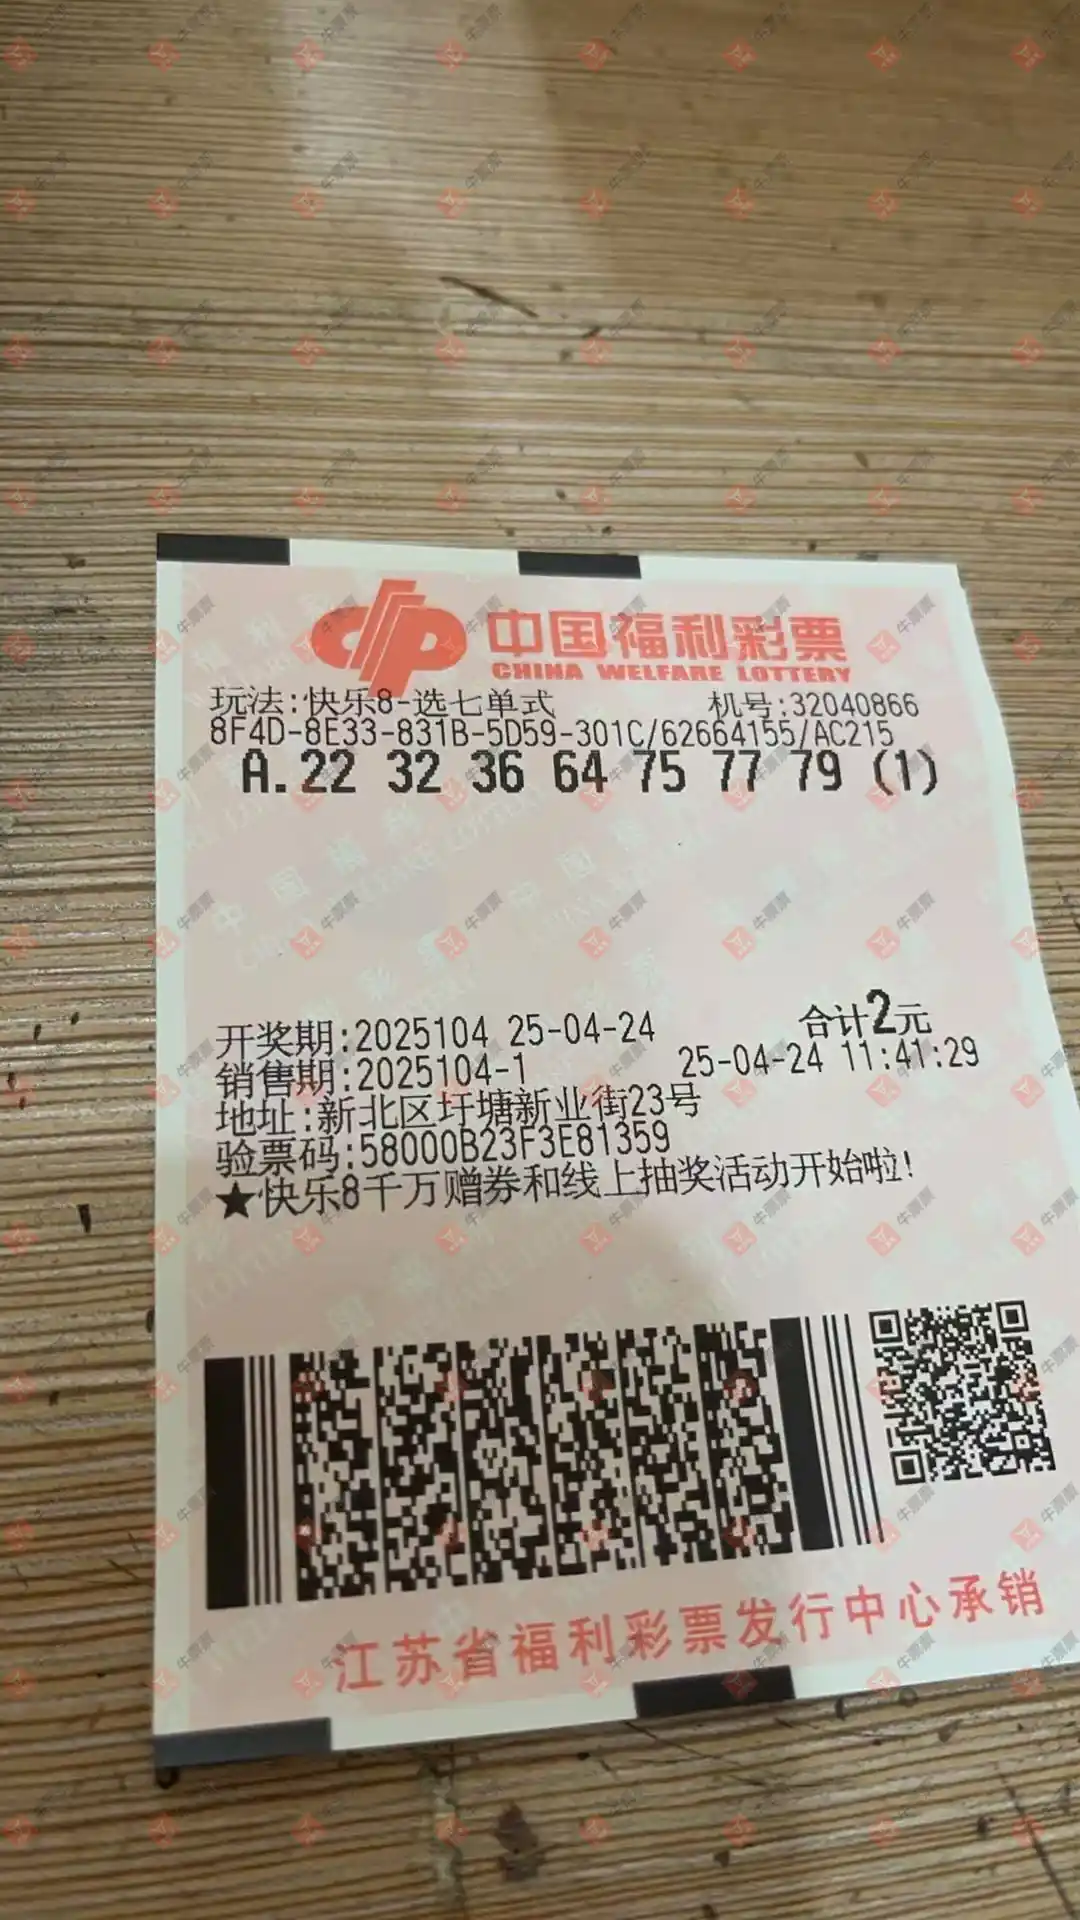 中国福利彩票
CHINA WELFARE LOTTERY
玩法:快乐8-选七单式 机号:32040866
8F4D-8E33-831B-5D59-301C/62664155/AC215
A.22 32 36 64 75 77 79 (1)
开奖期:2025104 25-04-24 合计2元
销售期:2025104-1 25-04-24 11:41:29
地址:新北区圩塘新业街23号
验票码:58000B23F3E81359
★快乐8千万赠券和线上抽奖活动开始啦!
江苏省福利彩票发行中心承销
牛票票